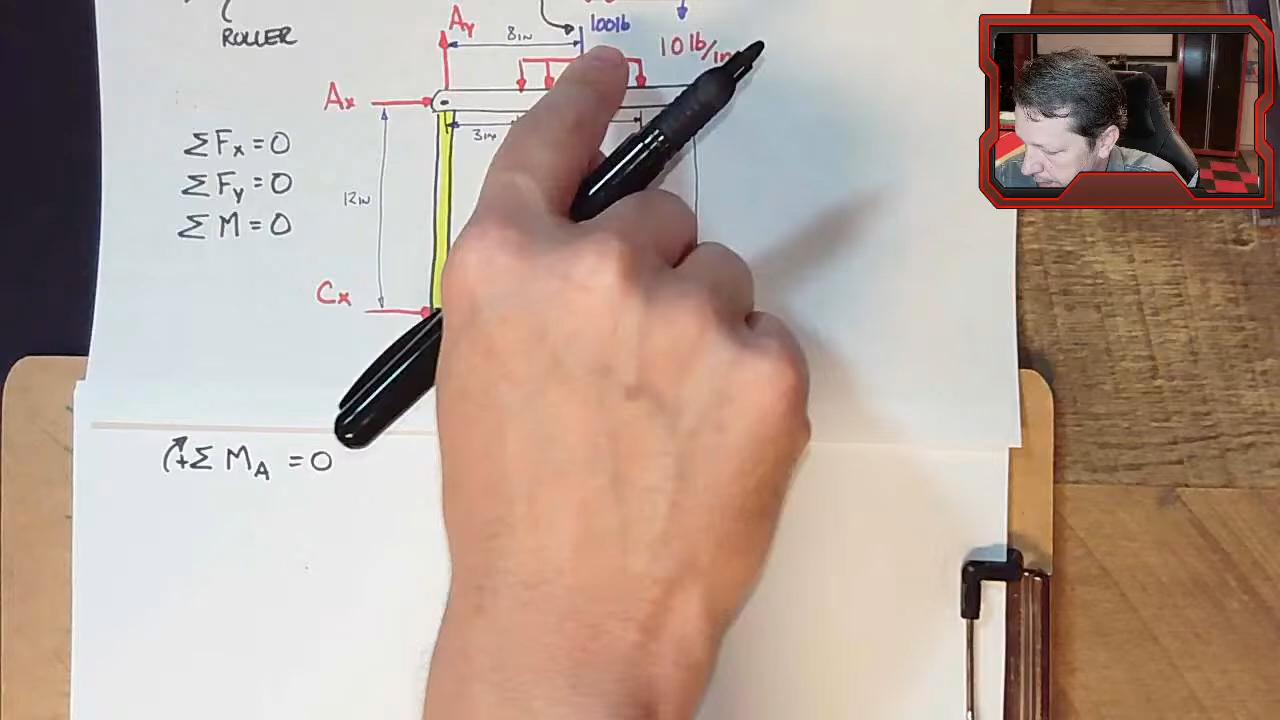 ROLLER
Ay
8in
100lb
10 lb/in
Ax
3in
ΣFx = 0
ΣFy = 0
ΣM = 0
12in
Cx
+ΣMA = 0